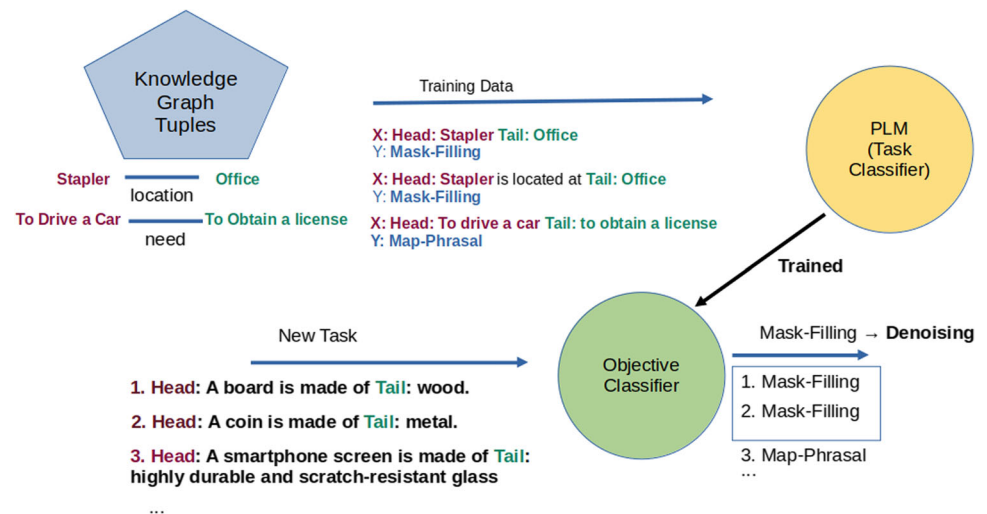 Knowledge
Graph
Tuples
Stapler
Office
location
To Drive a Car
To Obtain a license
need
Training Data
X: Head: Stapler Tail: Office
Y: Mask-Filling
X: Head: Stapler is located at Tail: Office
Y: Mask-Filling
X: Head: To drive a car Tail: to obtain a license
Y: Map-Phrasal
PLM
(Task
Classifier)
Trained
New Task
1. Head: A board is made of Tail: wood.
2. Head: A coin is made of Tail: metal.
3. Head: A smartphone screen is made of Tail:
highly durable and scratch-resistant glass
...
Objective
Classifier
Mask-Filling → Denoising
1. Mask-Filling
2. Mask-Filling
3. Map-Phrasal
...